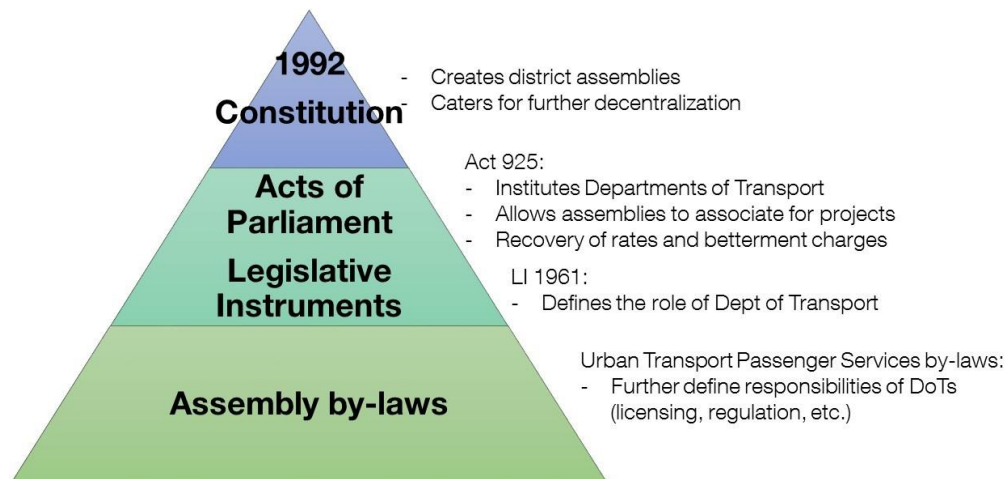 1992
Constitution
- Creates district assemblies
- Caters for further decentralization
Acts of
Parliament
Legislative
Instruments
Act 925:
- Institutes Departments of Transport
- Allows assemblies to associate for projects
- Recovery of rates and betterment charges
LI 1961:
- Defines the role of Dept of Transport
Assembly by-laws
Urban Transport Passenger Services by-laws:
- Further define responsibilities of DoTs
(licensing, regulation, etc.)